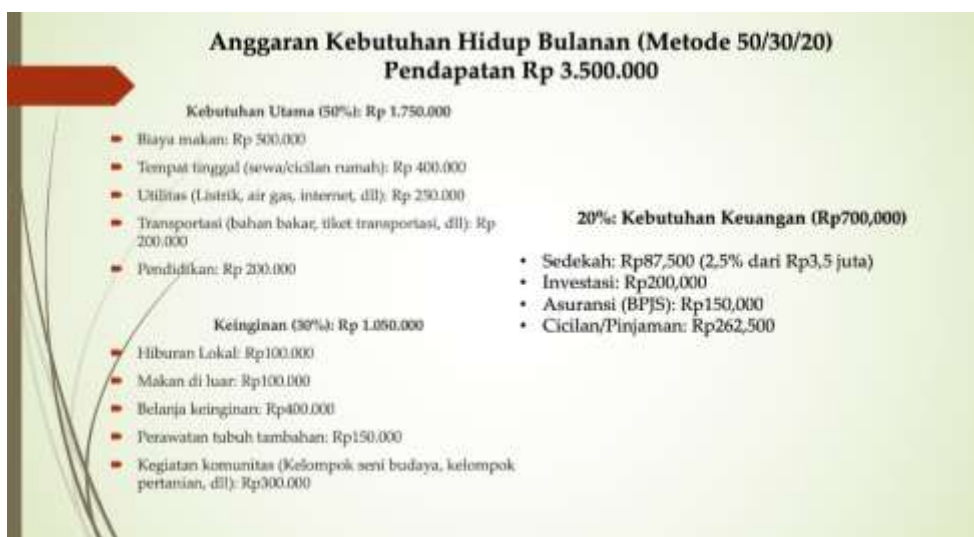 Anggaran Kebutuhan Hidup Bulanan (Metode 50/30/20)
Pendapatan Rp 3.500.000
Kebutuhan Utama (50%): Rp 1.750.000
Biaya makan: Rp 500.000
Tempat tinggal (sewa/cicilan rumah): Rp 400.000
Utilitas (Listrik, air gas, internet, dll): Rp 250.000
Transportasi (bahan bakar, tiket transportasi, dll): Rp
200.000
Pendidikan: Rp 200.000
Keinginan (30%): Rp 1.050.000
Hiburan Lokal: Rp100.000
Makan di luar: Rp100.000
Belanja keinginan: Rp400.000
Perawatan tubuh tambahan: Rp150.000
Kegiatan komunitas (Kelompok seni budaya, kelompok
pertanian, dll): Rp300.000
20%: Kebutuhan Keuangan (Rp700,000)
• Sedekah: Rp87,500 (2,5% dari Rp3,5 juta)
• Investasi: Rp200,000
• Asuransi (BPJS): Rp150,000
• Cicilan/Pinjaman: Rp262,500